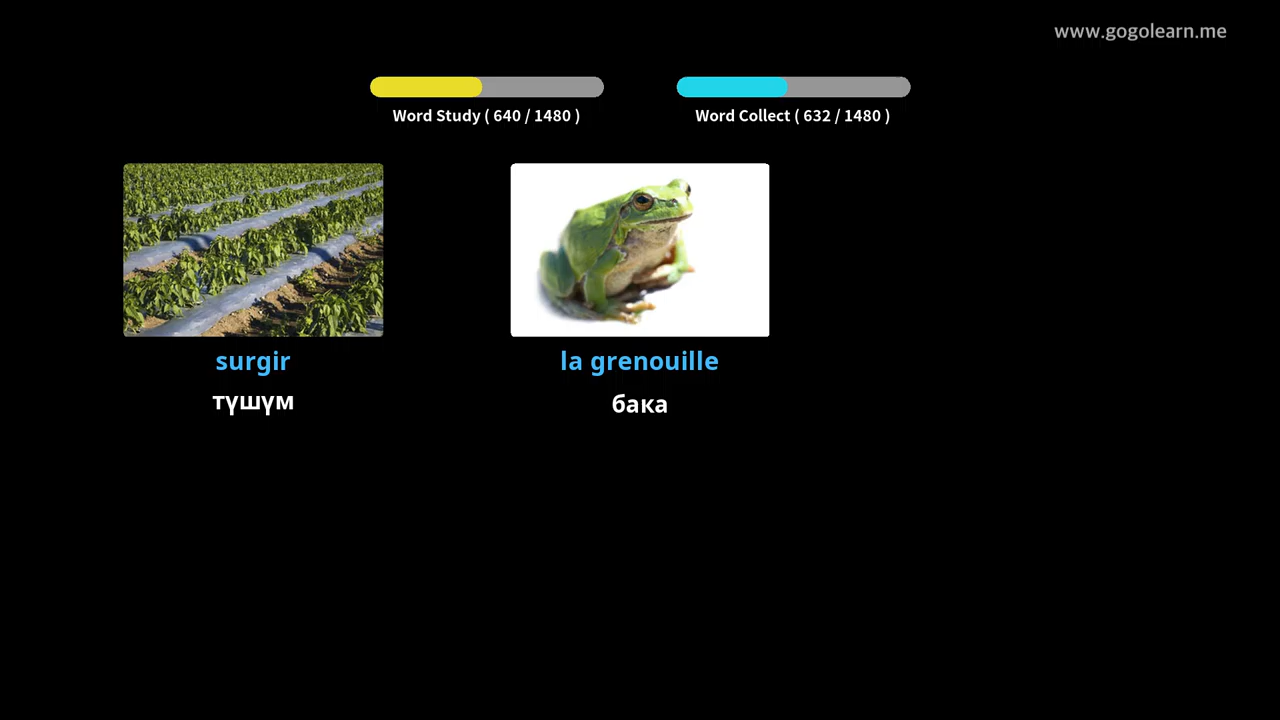 www.gogolearn.me
Word Study ( 640 / 1480 )
Word Collect ( 632 / 1480 )
surgir
түшүм
la grenouille
бака